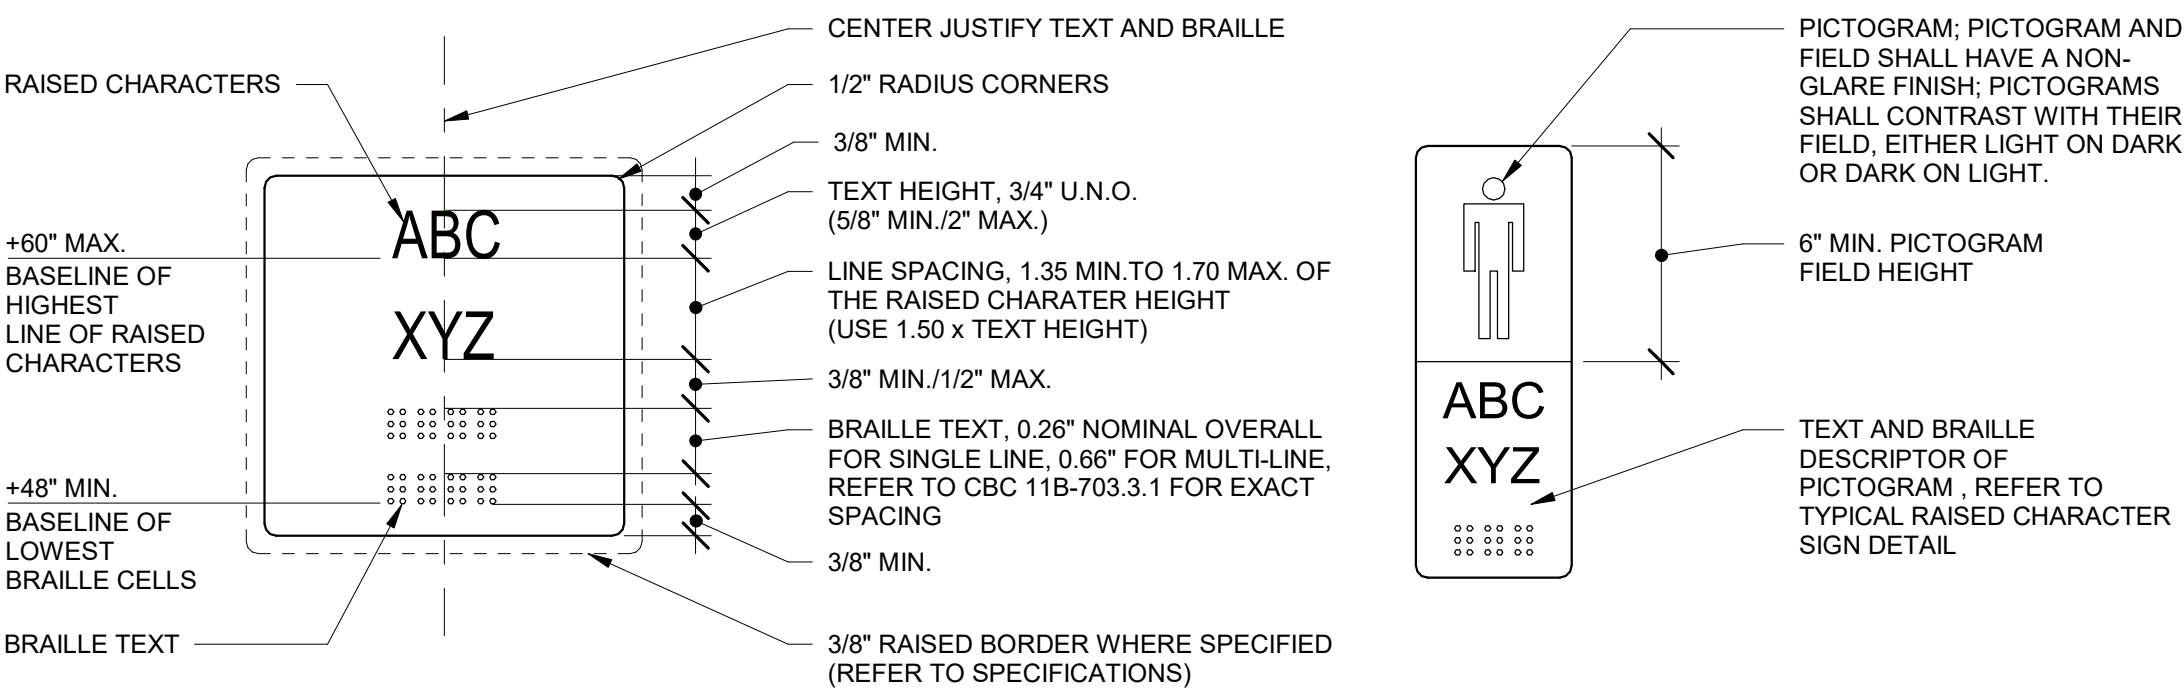 RAISED CHARACTERS
+60" MAX.
BASELINE OF
HIGHEST
LINE OF RAISED
CHARACTERS
+48" MIN.
BASELINE OF
LOWEST
BRAILLE CELLS
BRAILLE TEXT
ABC
XYZ
CENTER JUSTIFY TEXT AND BRAILLE
1/2" RADIUS CORNERS
3/8" MIN.
TEXT HEIGHT, 3/4" U.N.O.
(5/8" MIN./2" MAX.)
LINE SPACING, 1.35 MIN.TO 1.70 MAX. OF
THE RAISED CHARATER HEIGHT
(USE 1.50 x TEXT HEIGHT)
3/8" MIN./1/2" MAX.
BRAILLE TEXT, 0.26" NOMINAL OVERALL
FOR SINGLE LINE, 0.66" FOR MULTI-LINE,
REFER TO CBC 11B-703.3.1 FOR EXACT
SPACING
3/8" MIN.
3/8" RAISED BORDER WHERE SPECIFIED
(REFER TO SPECIFICATIONS)
ABC
XYZ
PICTOGRAM; PICTOGRAM AND
FIELD SHALL HAVE A NON-
GLARE FINISH; PICTOGRAMS
SHALL CONTRAST WITH THEIR
FIELD, EITHER LIGHT ON DARK
OR DARK ON LIGHT.
6" MIN. PICTOGRAM
FIELD HEIGHT
TEXT AND BRAILLE
DESCRIPTOR OF
PICTOGRAM , REFER TO
TYPICAL RAISED CHARACTER
SIGN DETAIL